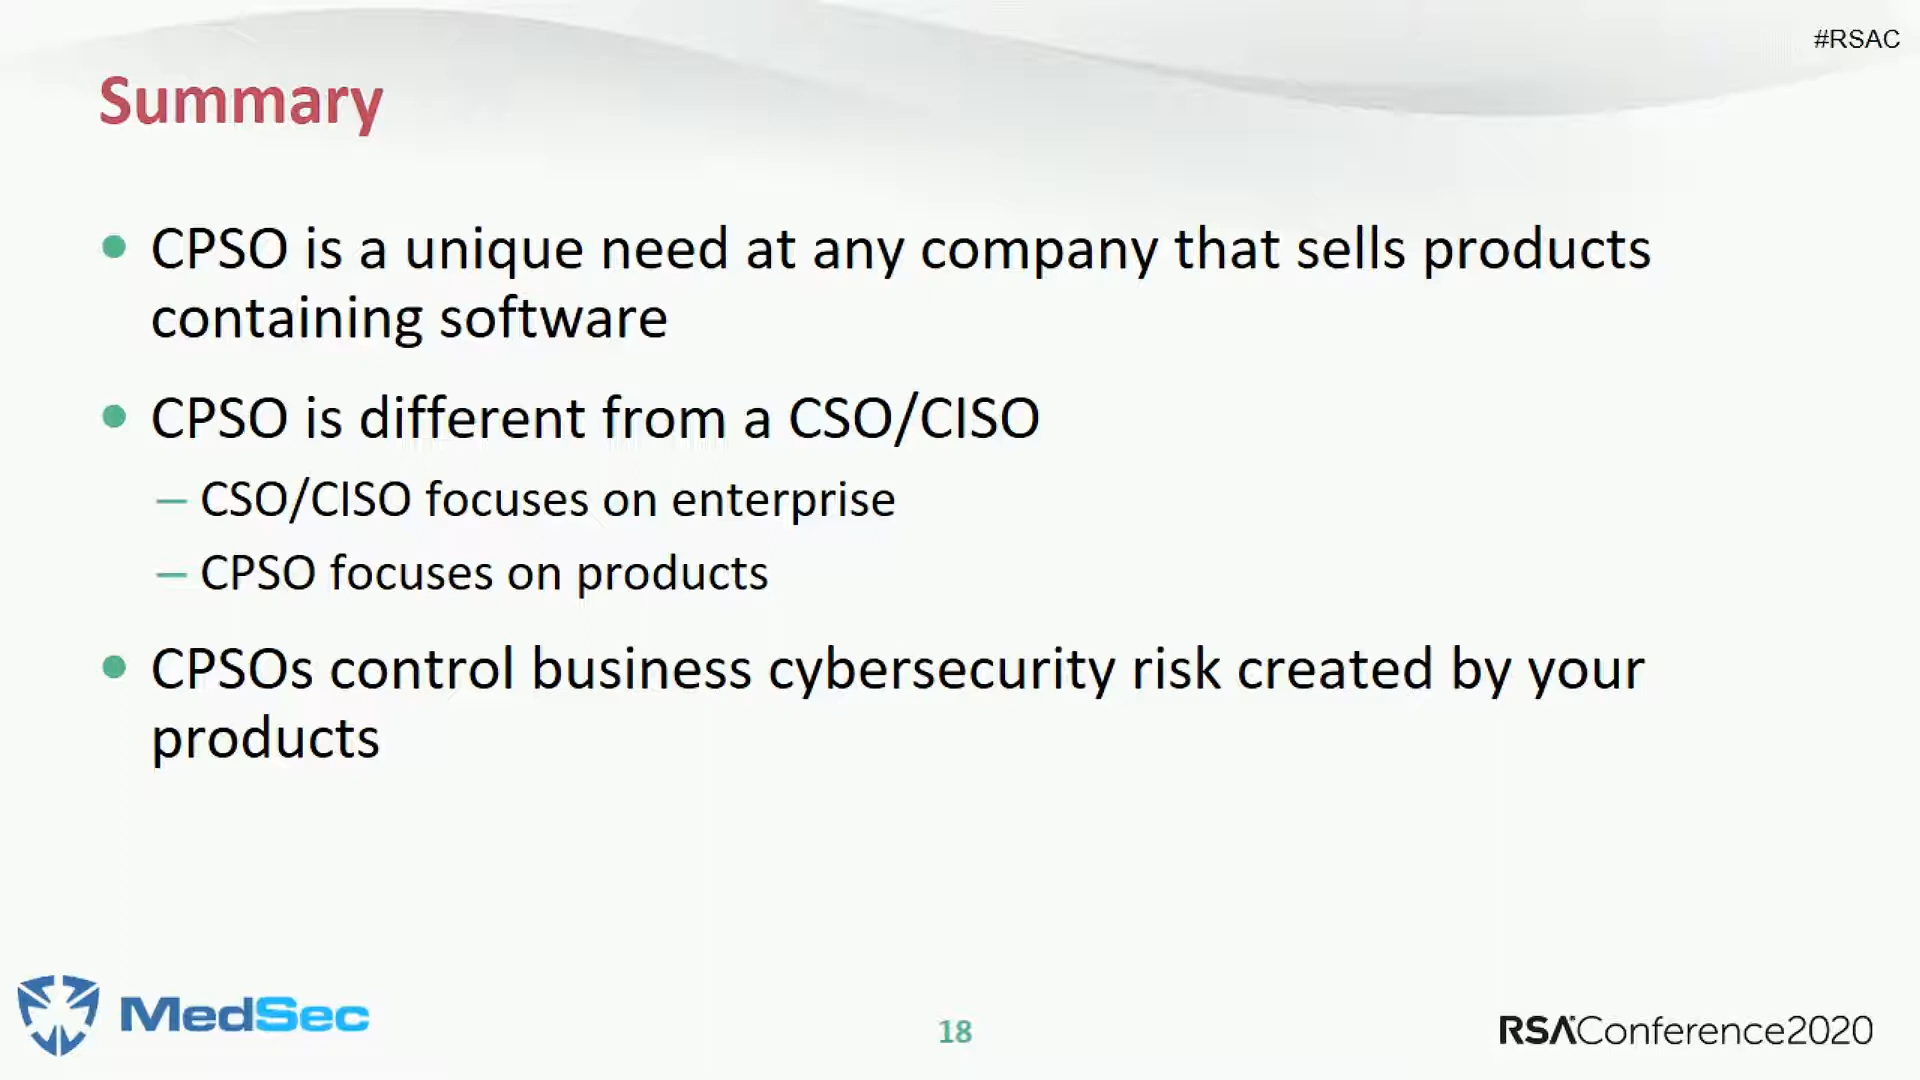 #RSAC
Summary
• CPSO is a unique need at any company that sells products
containing software
• CPSO is different from a CSO/CISO
– CSO/CISO focuses on enterprise
– CPSO focuses on products
• CPSOs control business cybersecurity risk created by your
products
MedSec
18
RSAConference2020